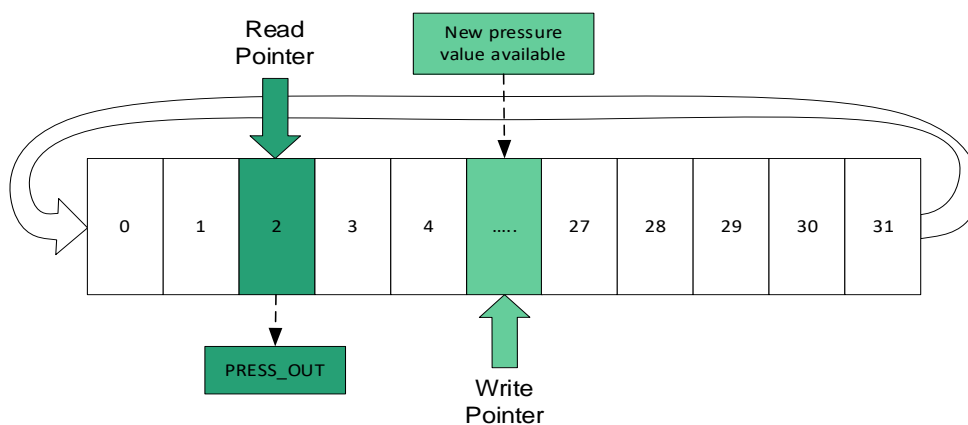 Read
Pointer
New pressure
value available
0 1 2 3 4 ..... 27 28 29 30 31
PRESS_OUT
Write
Pointer